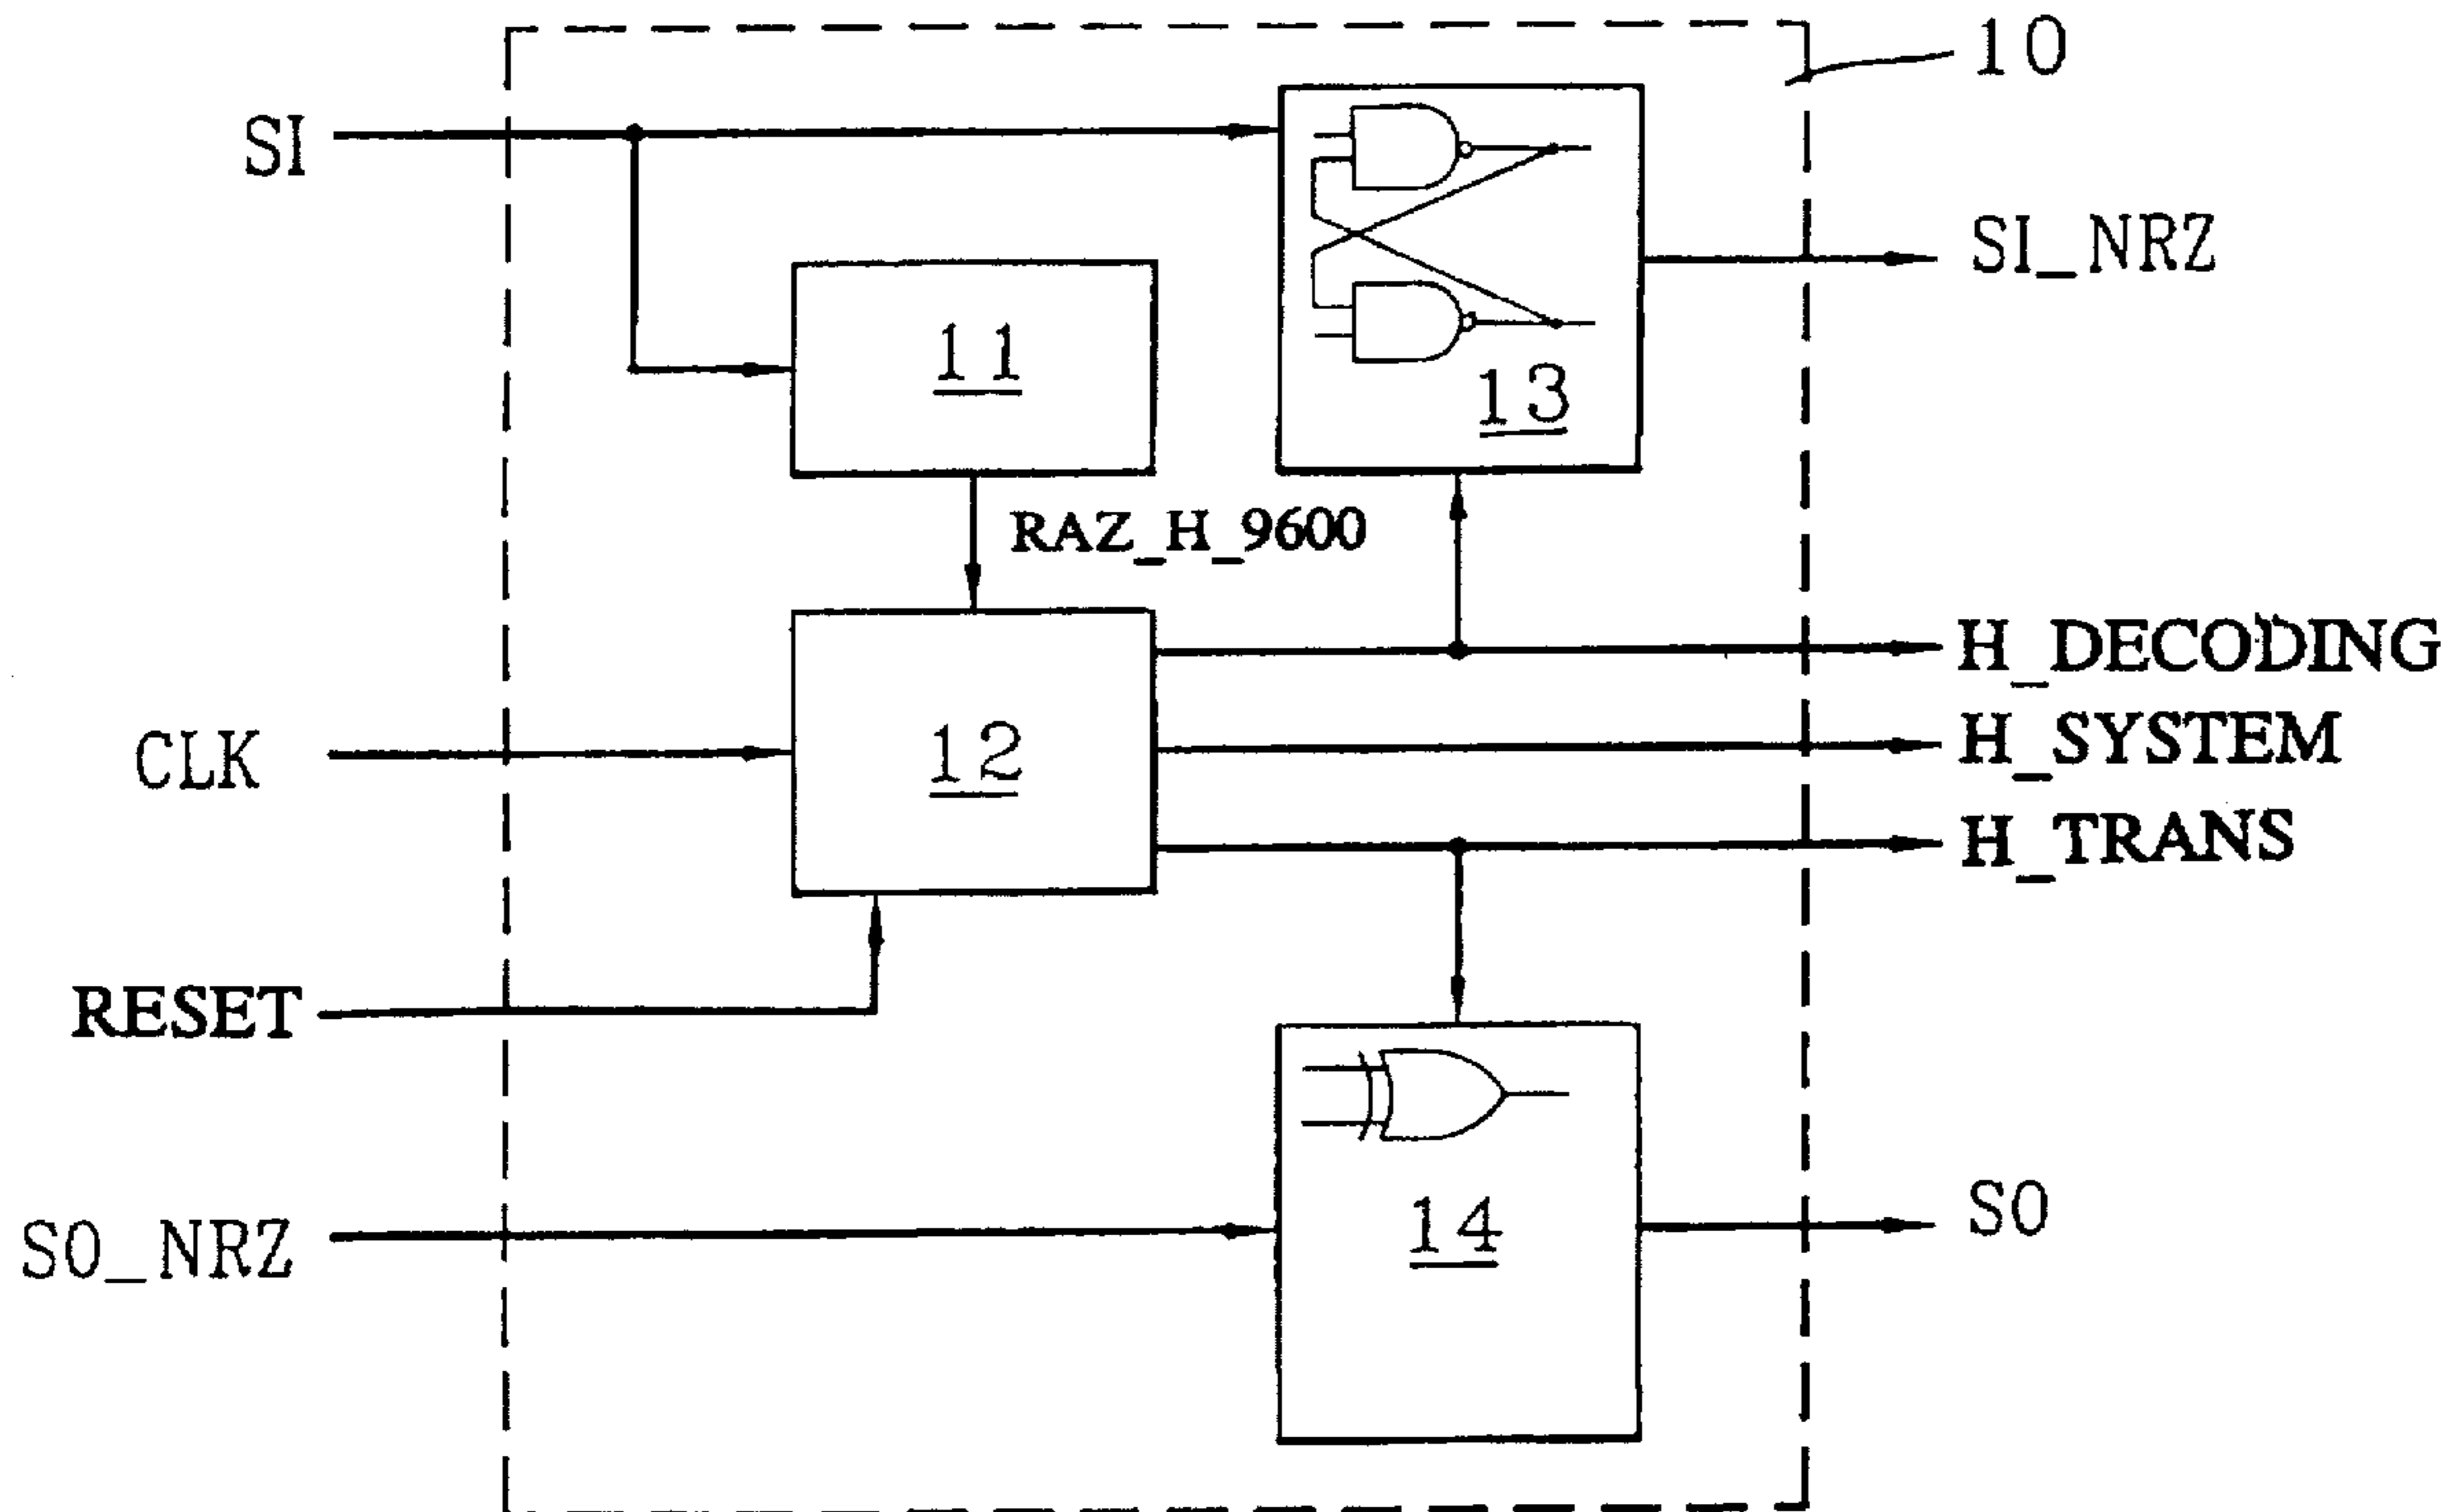 10
SI
SI_NRZ
11
13
RAZ_H_9600
H_DECODING
CLK
12
H_SYSTEM
H_TRANS
RESET
SO_NRZ
14
SO